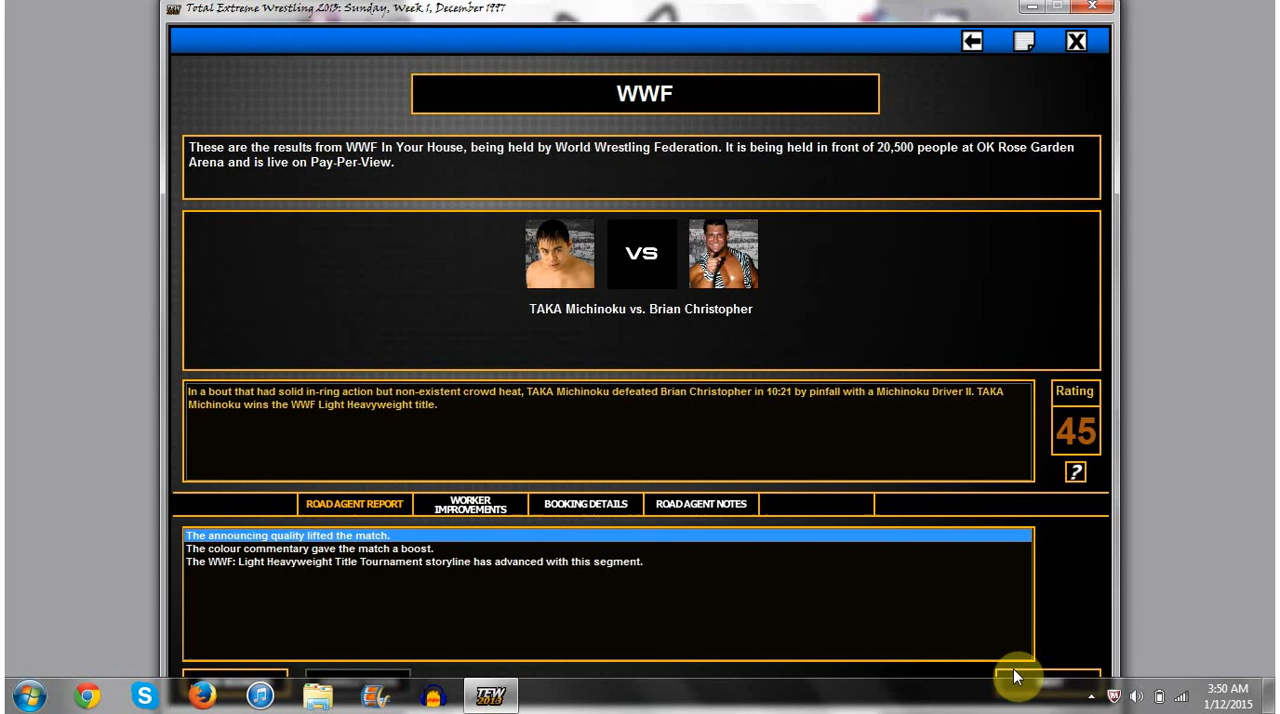 Total Extreme Wrestling 2013: Sunday, Week 1, December 1997
WWF
These are the results from WWF In Your House, being held by World Wrestling Federation. It is being held in front of 20,500 people at OK Rose Garden
Arena and is live on Pay-Per-View.
VS
TAKA Michinoku vs. Brian Christopher
In a bout that had solid in-ring action but non-existent crowd heat, TAKA Michinoku defeated Brian Christopher in 10:21 by pinfall with a Michinoku Driver II. TAKA
Michinoku wins the WWF Light Heavyweight title.
Rating
45
?
ROAD AGENT REPORT
WORKER
IMPROVEMENTS
BOOKING DETAILS
ROAD AGENT NOTES
The announcing quality lifted the match.
The colour commentary gave the match a boost.
The WWF: Light Heavyweight Title Tournament storyline has advanced with this segment.
TEW
2013
3:50 AM
1/12/2015